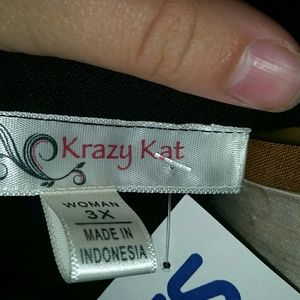 Krazy Kat
WOMAN
3X
MADE IN
INDONESIA